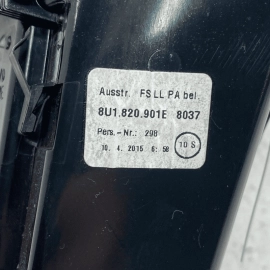 Ausstr. FS LL PA bel.
8U1.820.901E 8037
Pers.-Nr.: 298
10. 4. 2015 6: 58
10 S